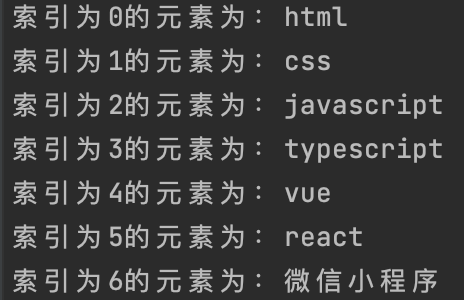 索引为0的元素为: html
索引为1的元素为: css
索引为2的元素为: javascript
索引为3的元素为: typescript
索引为4的元素为: vue
索引为5的元素为: react
索引为6的元素为: 微信小程序